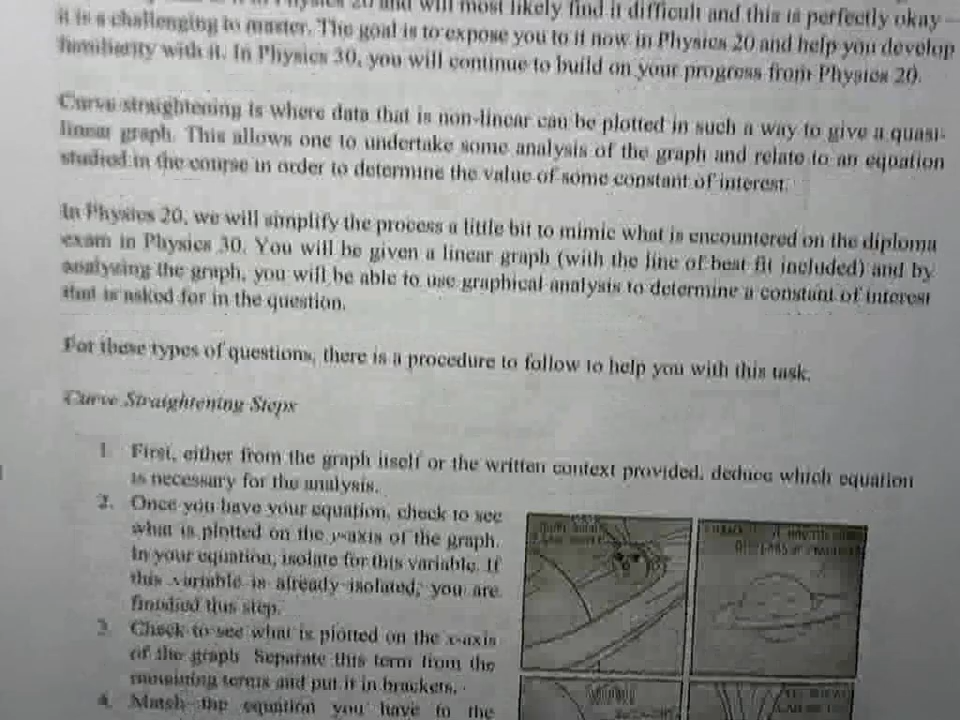 will most likely find it difficult and this is perfectly okay –
it is a challenging to master. The goal is to expose you to it now in Physics 20 and help you develop
familiarity with it. In Physics 30, you will continue to build on your progress from Physics 20.
Curve straightening is where data that is non-linear can be plotted in such a way to give a quasi-
linear graph. This allows one to undertake some analysis of the graph and relate to an equation
studied in the course in order to determine the value of some constant of interest.
In Physics 20, we will simplify the process a little bit to mimic what is encountered on the diploma
exam in Physics 30. You will be given a linear graph (with the line of best fit included) and by
analyzing the graph, you will be able to use graphical analysis to determine a constant of interest
that is asked for in the question.
For these types of questions, there is a procedure to follow to help you with this task.
Curve Straightening Steps
1. First, either from the graph itself or the written context provided, deduce which equation
is necessary for the analysis.
2. Once you have your equation, check to see
what is plotted on the y-axis of the graph.
In your equation, isolate for this variable. If
this variable is already isolated, you are
finished this step.
3. Check to see what is plotted on the x-axis
of the graph. Separate this term from the
remaining terms and put it in brackets.
4. Match the equation you have to the